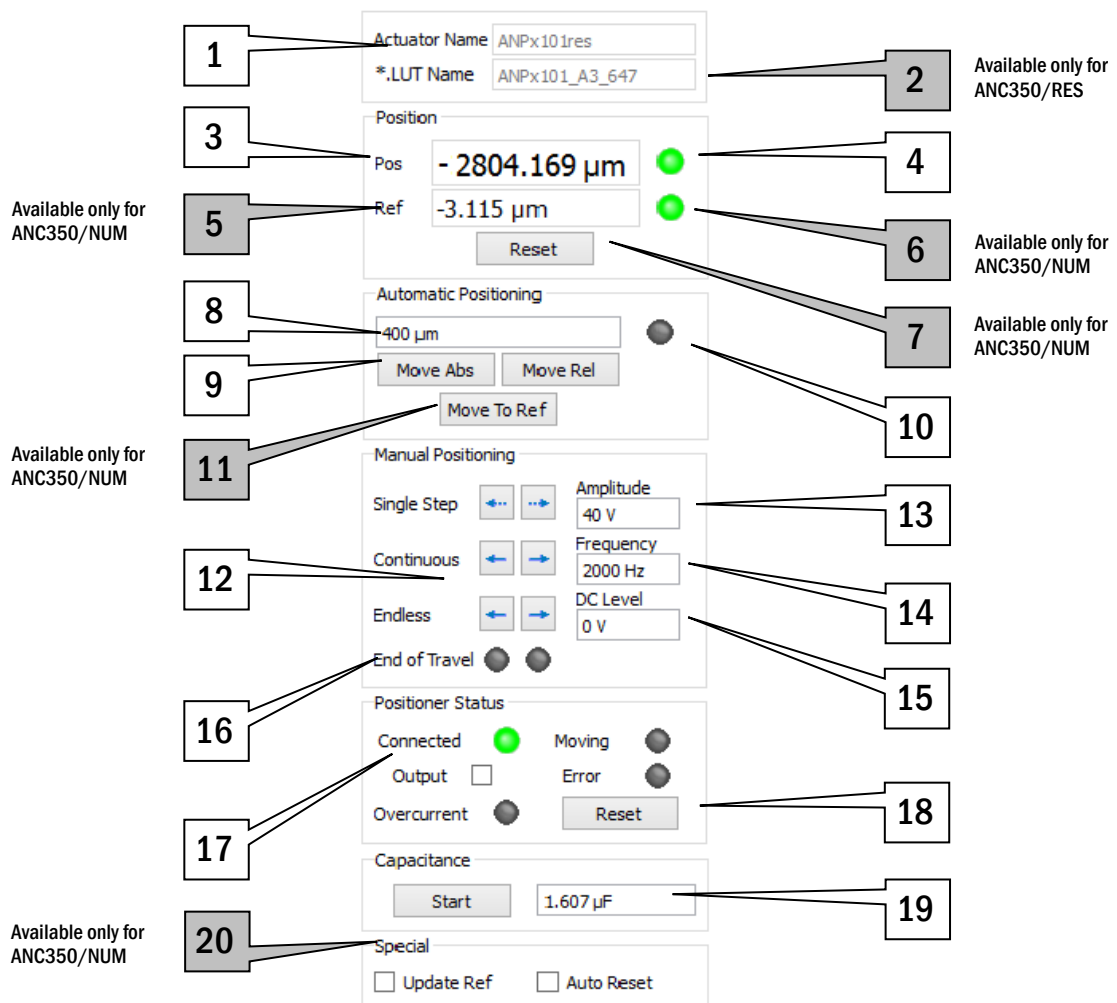 1
Actuator Name ANPx101res
*.LUT Name ANPx101_A3_647
2
Available only for
ANC350/RES
Position
3
Pos - 2804.169 µm
4
Available only for
ANC350/NUM
5
Ref -3.115 µm
6
Available only for
ANC350/NUM
Reset
7
Available only for
ANC350/NUM
Automatic Positioning
8
400 µm
9
Move Abs Move Rel
10
Move To Ref
Available only for
ANC350/NUM
11
Manual Positioning
Single Step
Amplitude
40 V
13
12
Continuous
Frequency
2000 Hz
14
Endless
DC Level
0 V
15
End of Travel
16
Positioner Status
Connected Moving
Output Error
Overcurrent Reset
17
18
Capacitance
Start 1.607 µF
19
Available only for
ANC350/NUM
20
Special
Update Ref Auto Reset